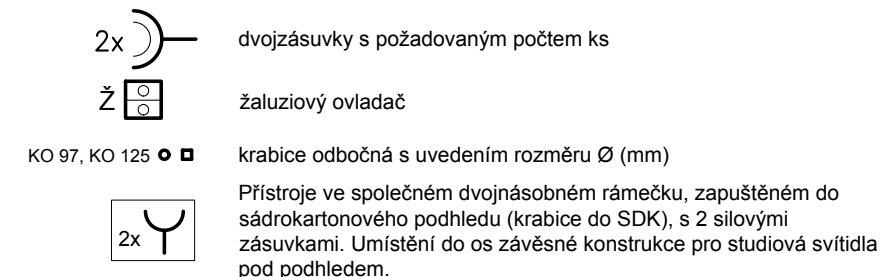 2x dvojzásuvky s požadovaným počtem ks
Ž žaluziový ovladač
KO 97, KO 125 krabice odbočná s uvedením rozměru Ø (mm)
Přístroje ve společném dvojnásobném rámečku, zapuštěném do
sádrokartonového podhledu (krabice do SDK), s 2 silovými
2x zásuvkami. Umístění do os závěsné konstrukce pro studiová svítidla
pod podhledem.